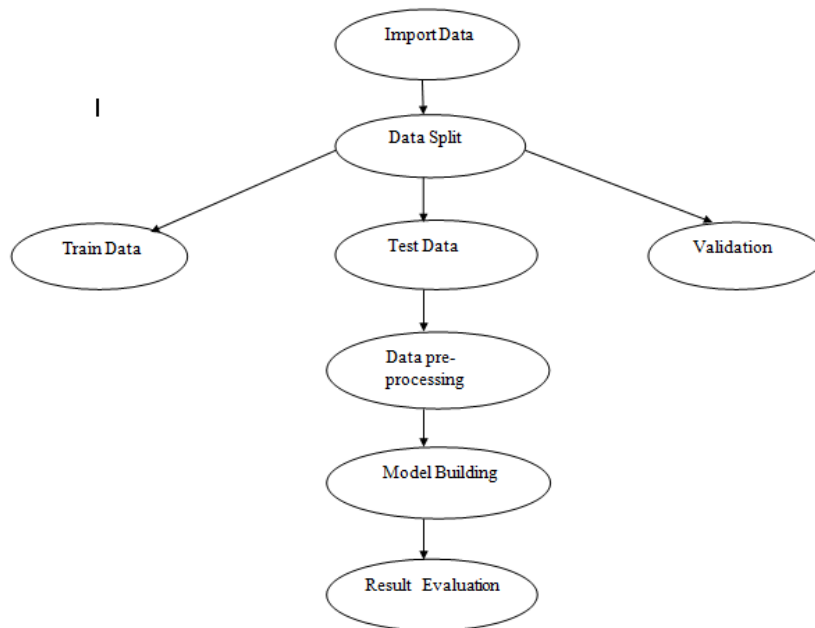 Import Data
Data Split
Train Data
Test Data
Validation
Data pre-
processing
Model Building
Result Evaluation